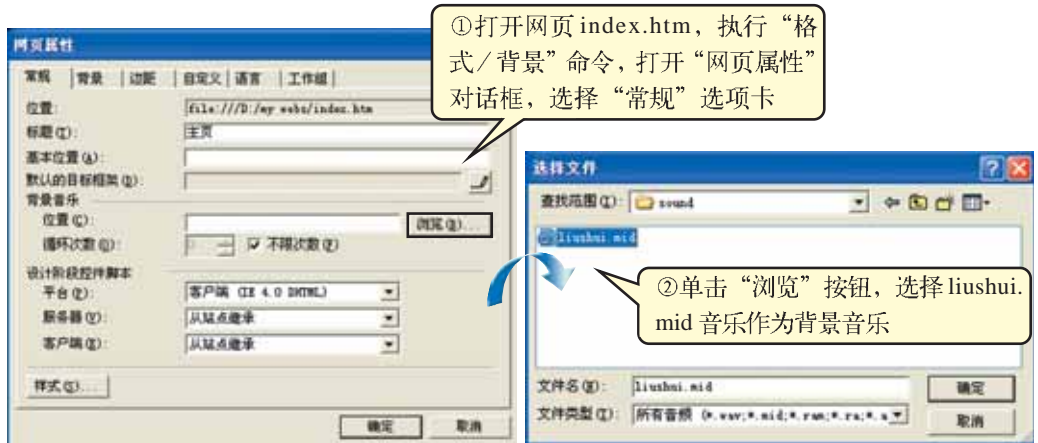 ①打开网页 index.htm，执行“格
式／背景”命令，打开“网页属性”
对话框，选择“常规”选项卡
网页属性
常规 背景 边距 自定义 语言 工作组
位置: file:///D:/my webs/index.htm
标题(T): 主页
基本位置(A):
默认的目标框架(D):
背景音乐
位置(C): 浏览(B)...
循环次数(O): 0 不限次数(F)
设计阶段控件脚本
平台(P): 客户端 (IE 4.0 DHTML)
服务器(V): 从站点继承
客户端(E): 从站点继承
样式(S)...
确定 取消
选择文件
查找范围(I): sound
liushui.mid
②单击“浏览”按钮，选择 liushui.
mid 音乐作为背景音乐
文件名(N): liushui.mid 确定
文件类型(T): 所有音频 (*.wav;*.mid;*.ram;*.ra;*.a 取消